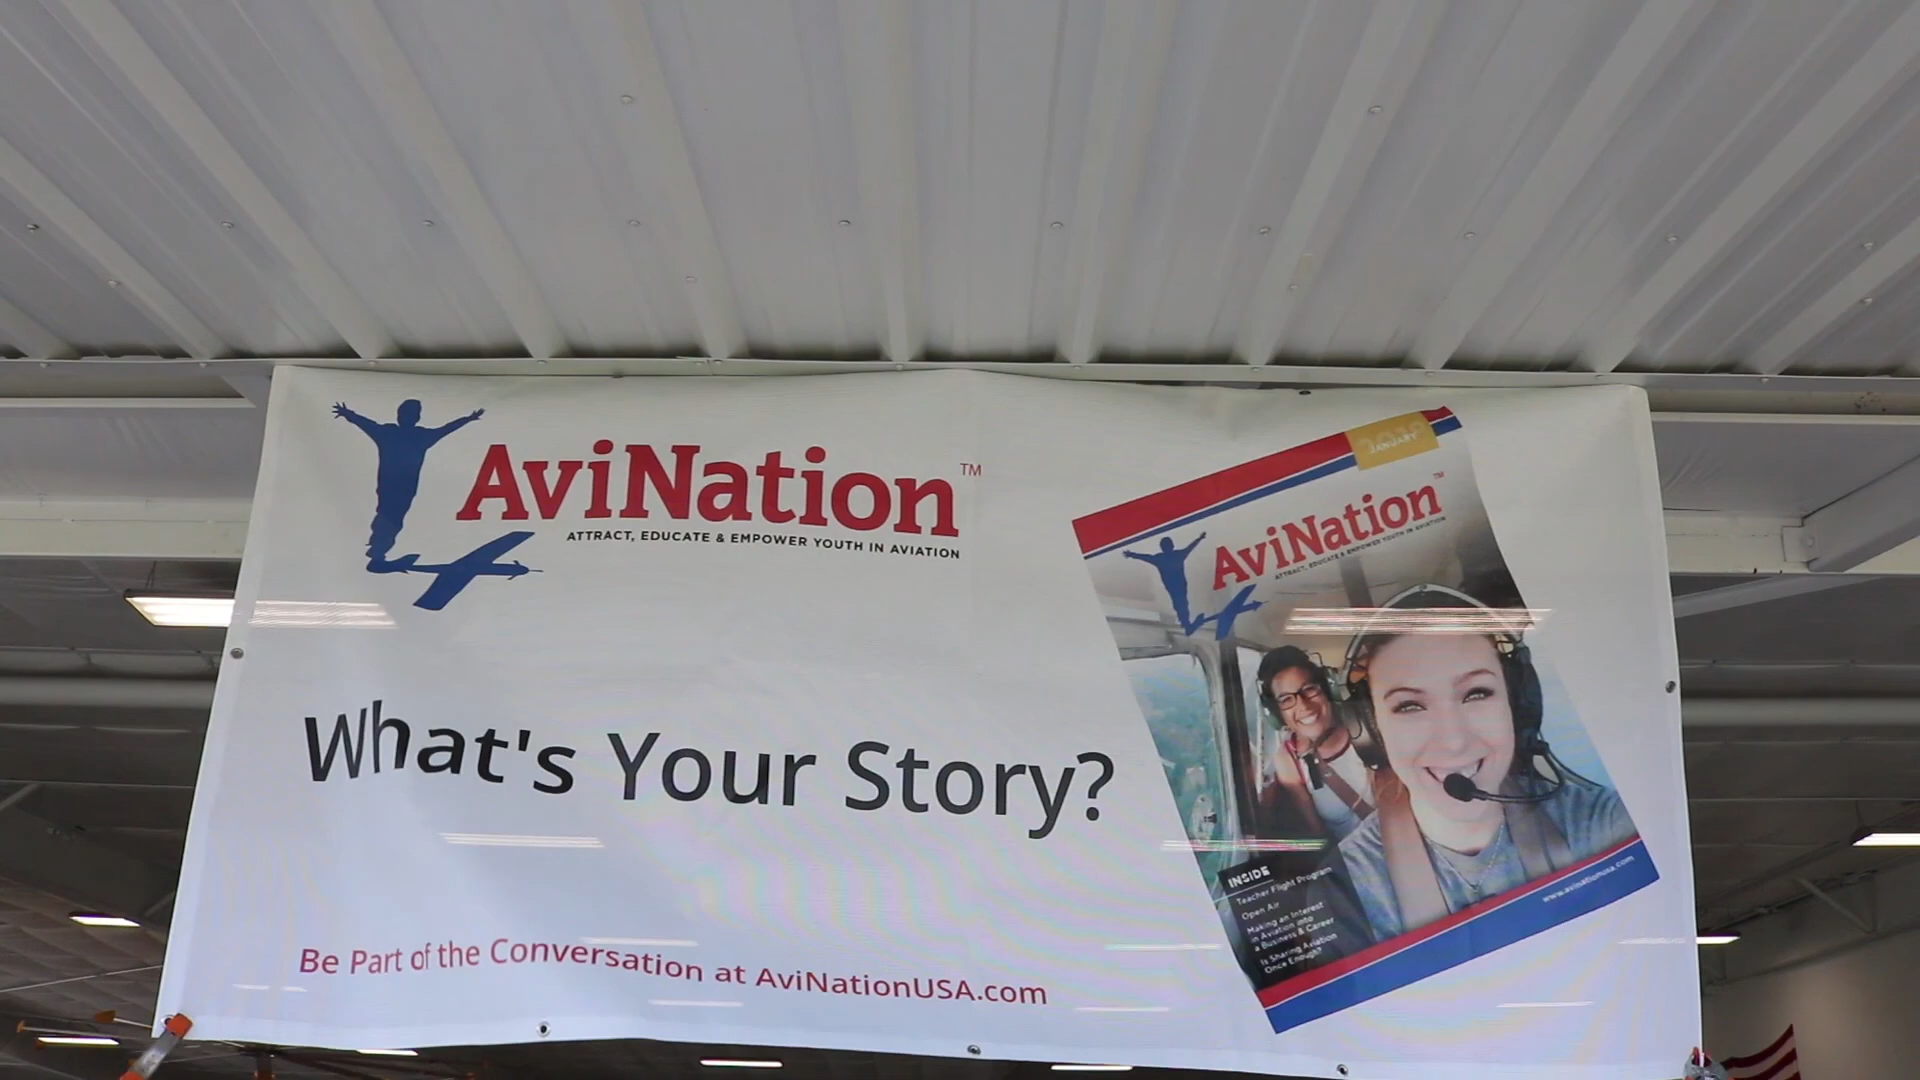 AviNation™
ATTRACT, EDUCATE & EMPOWER YOUTH IN AVIATION
What's Your Story?
Be Part of the Conversation at AviNationUSA.com
JANUARY
AviNation™
ATTRACT, EDUCATE & EMPOWER YOUTH IN AVIATION
INSIDE
Teacher Flight Program
Open Air
Making an Interest
in Aviation into
a Business & Career
Is Sharing Aviation
Once Enough?
www.avinationusa.com